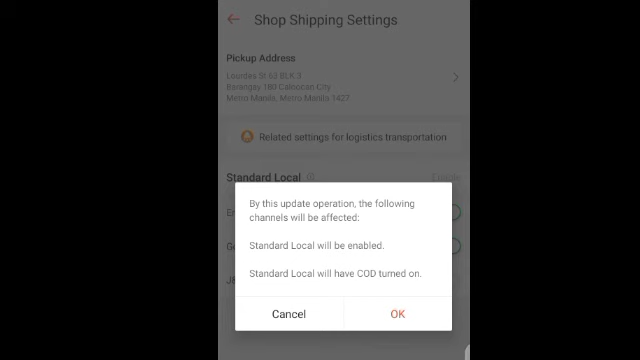 Shop Shipping Settings
Pickup Address
Lourdes St 63 BLK 3
Barangay 180 Caloocan City
Metro Manila, Metro Manila 1427
Related settings for logistics transportation
Standard Local
Enable
By this update operation, the following
channels will be affected:
Standard Local will be enabled.
Standard Local will have COD turned on.
Cancel
OK